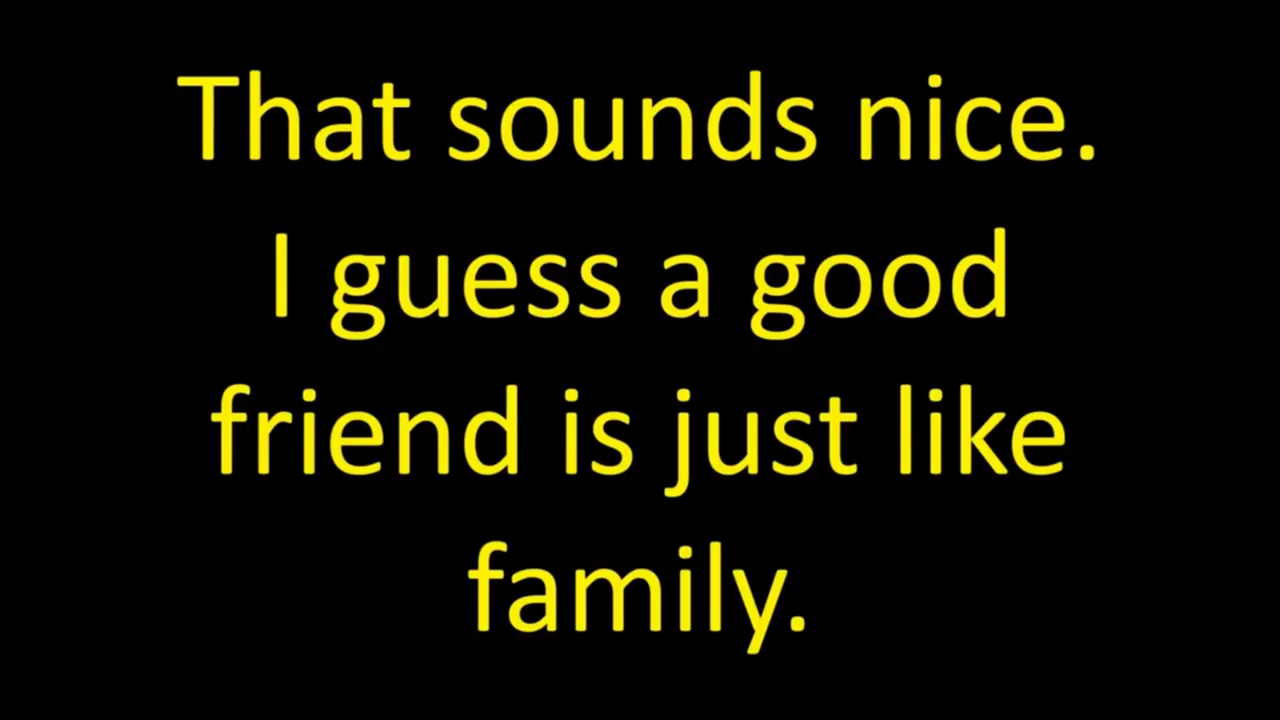 That sounds nice.
I guess a good
friend is just like
family.